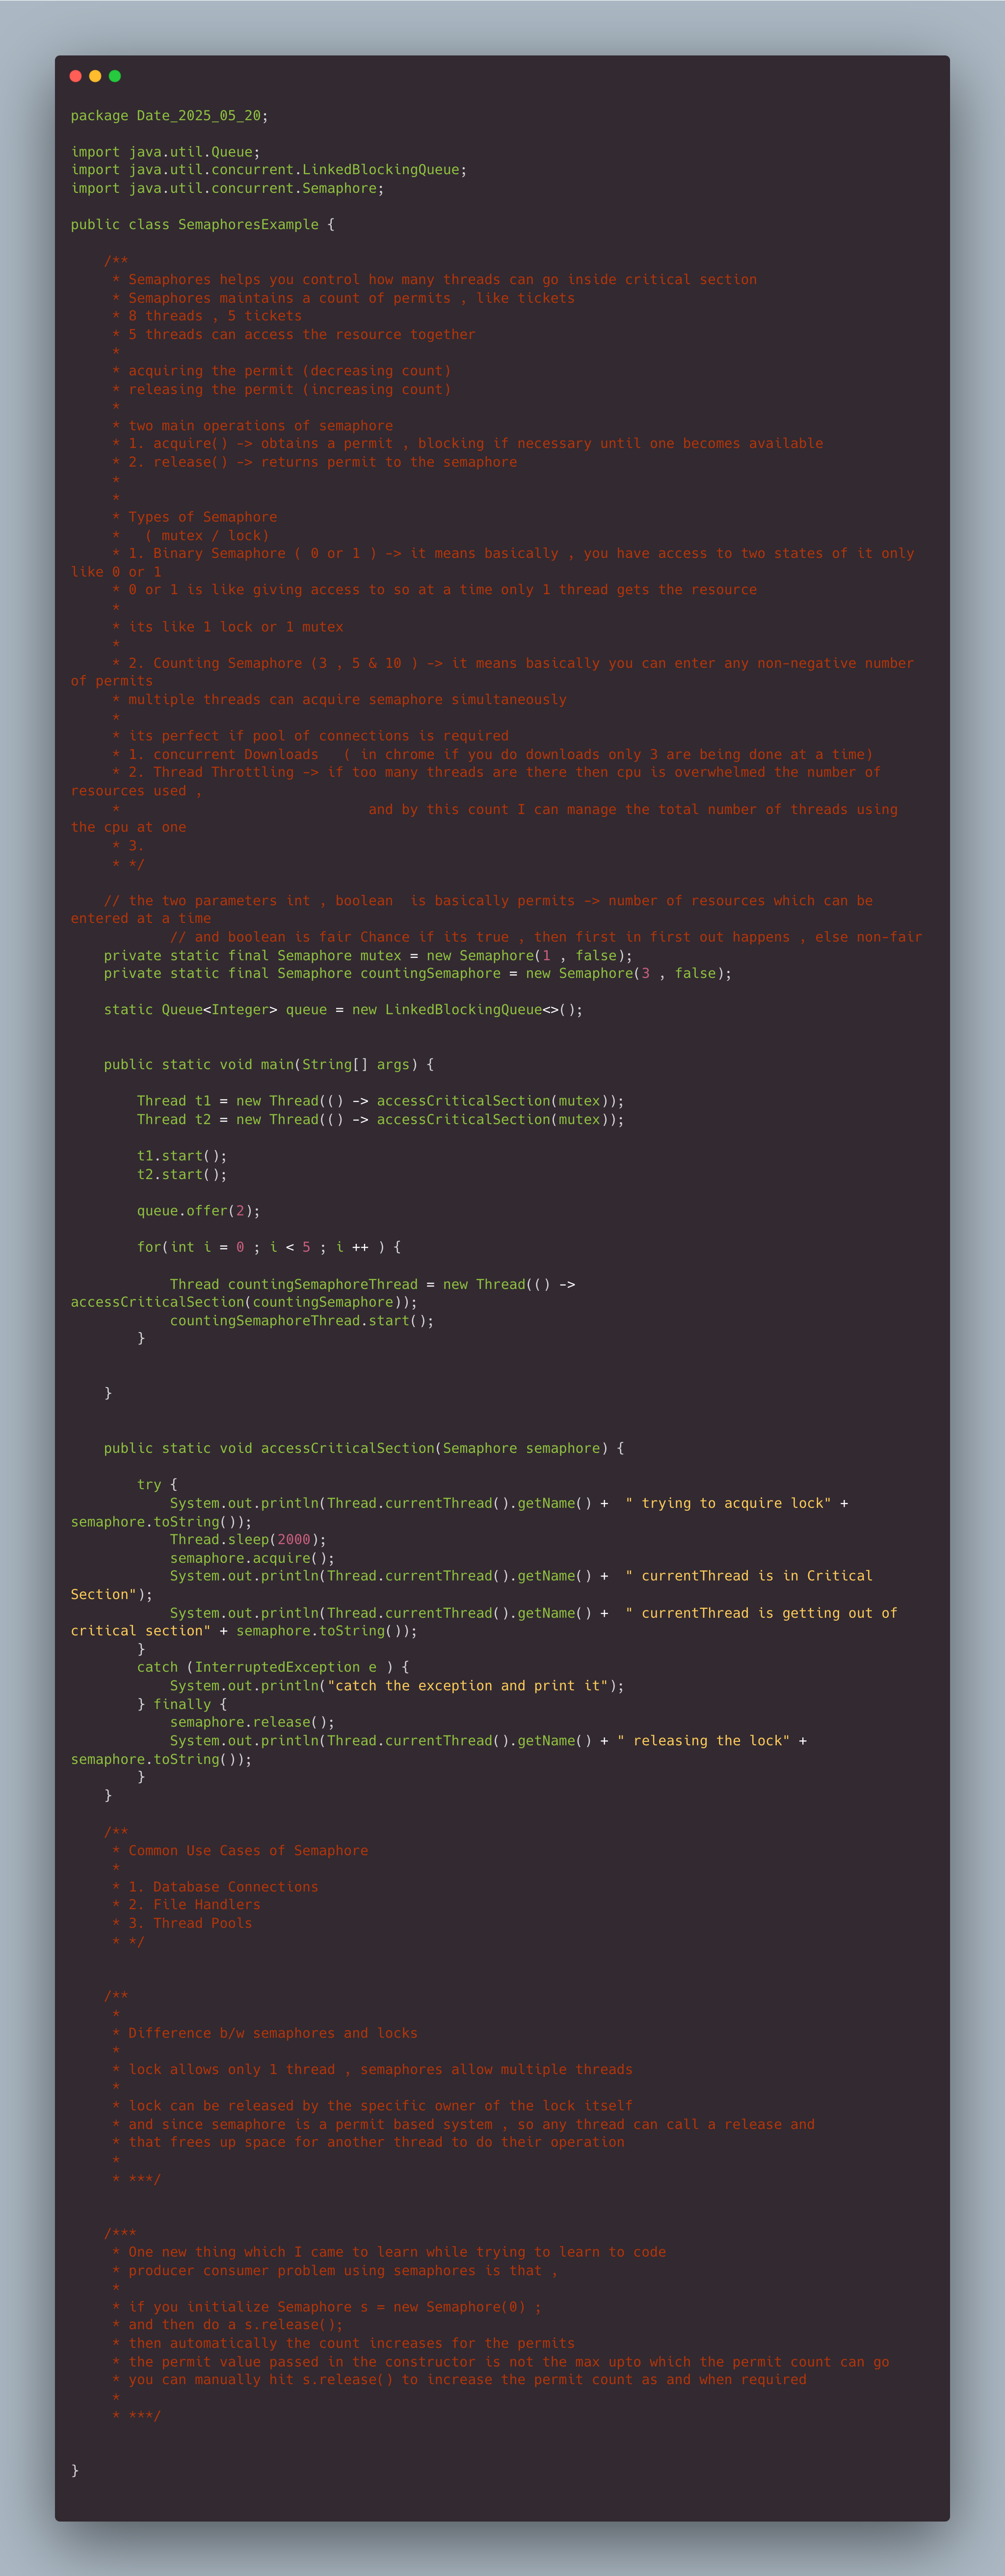 package Date_2025_05_20;

import java.util.Queue;
import java.util.concurrent.LinkedBlockingQueue;
import java.util.concurrent.Semaphore;

public class SemaphoresExample {

    /**
     * Semaphores helps you control how many threads can go inside critical section
     * Semaphores maintains a count of permits , like tickets
     * 8 threads , 5 tickets
     * 5 threads can access the resource together
     *
     * acquiring the permit (decreasing count)
     * releasing the permit (increasing count)
     *
     * two main operations of semaphore
     * 1. acquire() -> obtains a permit , blocking if necessary until one becomes available
     * 2. release() -> returns permit to the semaphore
     *
     *
     * Types of Semaphore
     *   ( mutex / lock)
     * 1. Binary Semaphore ( 0 or 1 ) -> it means basically , you have access to two states of it only
like 0 or 1
     * 0 or 1 is like giving access to so at a time only 1 thread gets the resource
     *
     * its like 1 lock or 1 mutex
     *
     * 2. Counting Semaphore (3 , 5 & 10 ) -> it means basically you can enter any non-negative number
of permits
     * multiple threads can acquire semaphore simultaneously
     *
     * its perfect if pool of connections is required
     * 1. concurrent Downloads   ( in chrome if you do downloads only 3 are being done at a time)
     * 2. Thread Throttling -> if too many threads are there then cpu is overwhelmed the number of
resources used ,
     *                              and by this count I can manage the total number of threads using
the cpu at one
     * 3.
     * */

    // the two parameters int , boolean  is basically permits -> number of resources which can be
entered at a time
            // and boolean is fair Chance if its true , then first in first out happens , else non-fair
    private static final Semaphore mutex = new Semaphore(1 , false);
    private static final Semaphore countingSemaphore = new Semaphore(3 , false);

    static Queue<Integer> queue = new LinkedBlockingQueue<>();


    public static void main(String[] args) {

        Thread t1 = new Thread(() -> accessCriticalSection(mutex));
        Thread t2 = new Thread(() -> accessCriticalSection(mutex));

        t1.start();
        t2.start();

        queue.offer(2);

        for(int i = 0 ; i < 5 ; i ++ ) {

            Thread countingSemaphoreThread = new Thread(() ->
accessCriticalSection(countingSemaphore));
            countingSemaphoreThread.start();
        }


    }


    public static void accessCriticalSection(Semaphore semaphore) {

        try {
            System.out.println(Thread.currentThread().getName() +  " trying to acquire lock" +
semaphore.toString());
            Thread.sleep(2000);
            semaphore.acquire();
            System.out.println(Thread.currentThread().getName() +  " currentThread is in Critical
Section");
            System.out.println(Thread.currentThread().getName() +  " currentThread is getting out of
critical section" + semaphore.toString());
        }
        catch (InterruptedException e ) {
            System.out.println("catch the exception and print it");
        } finally {
            semaphore.release();
            System.out.println(Thread.currentThread().getName() + " releasing the lock" +
semaphore.toString());
        }
    }

    /**
     * Common Use Cases of Semaphore
     *
     * 1. Database Connections
     * 2. File Handlers
     * 3. Thread Pools
     * */


    /**
     *
     * Difference b/w semaphores and locks
     *
     * lock allows only 1 thread , semaphores allow multiple threads
     *
     * lock can be released by the specific owner of the lock itself
     * and since semaphore is a permit based system , so any thread can call a release and
     * that frees up space for another thread to do their operation
     *
     * ***/


    /***
     * One new thing which I came to learn while trying to learn to code
     * producer consumer problem using semaphores is that ,
     *
     * if you initialize Semaphore s = new Semaphore(0) ;
     * and then do a s.release();
     * then automatically the count increases for the permits
     * the permit value passed in the constructor is not the max upto which the permit count can go
     * you can manually hit s.release() to increase the permit count as and when required
     *
     * ***/


}